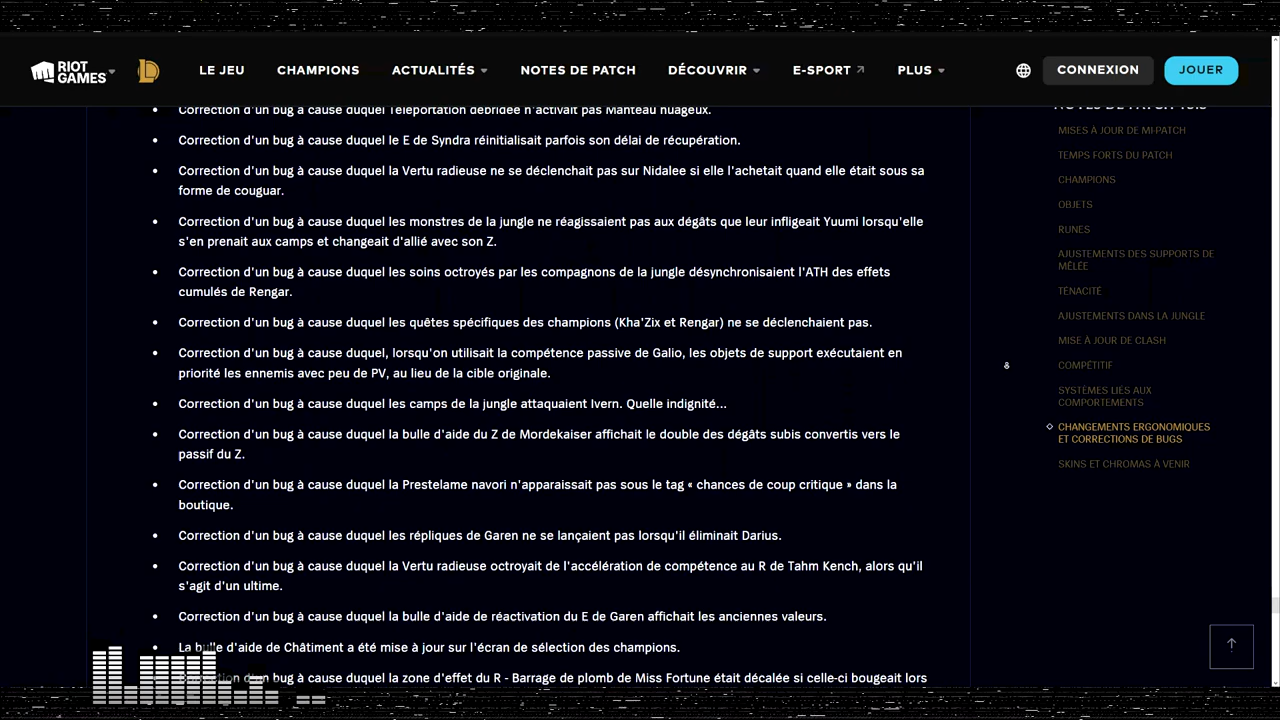 RIOT GAMES
LE JEU
CHAMPIONS
ACTUALITÉS
NOTES DE PATCH
DÉCOUVRIR
E-SPORT
PLUS
CONNEXION
JOUER
Correction d'un bug à cause duquel Téléportation débridée n'activait pas Manteau nuageux.
Correction d'un bug à cause duquel le E de Syndra réinitialisait parfois son délai de récupération.
Correction d'un bug à cause duquel la Vertu radieuse ne se déclenchait pas sur Nidalee si elle l'achetait quand elle était sous sa
forme de couguar.
Correction d'un bug à cause duquel les monstres de la jungle ne réagissaient pas aux dégâts que leur infligeait Yuumi lorsqu'elle
s'en prenait aux camps et changeait d'allié avec son Z.
Correction d'un bug à cause duquel les soins octroyés par les compagnons de la jungle désynchronisaient l'ATH des effets
cumulés de Rengar.
Correction d'un bug à cause duquel les quêtes spécifiques des champions (Kha'Zix et Rengar) ne se déclenchaient pas.
Correction d'un bug à cause duquel, lorsqu'on utilisait la compétence passive de Galio, les objets de support exécutaient en
priorité les ennemis avec peu de PV, au lieu de la cible originale.
Correction d'un bug à cause duquel les camps de la jungle attaquaient Ivern. Quelle indignité...
Correction d'un bug à cause duquel la bulle d'aide du Z de Mordekaiser affichait le double des dégâts subis convertis vers le
passif du Z.
Correction d'un bug à cause duquel la Prestelame navori n'apparaissait pas sous le tag « chances de coup critique » dans la
boutique.
Correction d'un bug à cause duquel les répliques de Garen ne se lançaient pas lorsqu'il éliminait Darius.
Correction d'un bug à cause duquel la Vertu radieuse octroyait de l'accélération de compétence au R de Tahm Kench, alors qu'il
s'agit d'un ultime.
Correction d'un bug à cause duquel la bulle d'aide de réactivation du E de Garen affichait les anciennes valeurs.
La bulle d'aide de Châtiment a été mise à jour sur l'écran de sélection des champions.
Correction d'un bug à cause duquel la zone d'effet du R - Barrage de plomb de Miss Fortune était décalée si celle-ci bougeait lors
NOTES DE PATCH
MISES À JOUR DE MI-PATCH
TEMPS FORTS DU PATCH
CHAMPIONS
OBJETS
RUNES
AJUSTEMENTS DES SUPPORTS DE
MÊLÉE
TÉNACITÉ
AJUSTEMENTS DANS LA JUNGLE
MISE À JOUR DE CLASH
COMPÉTITIF
SYSTÈMES LIÉS AUX
COMPORTEMENTS
CHANGEMENTS ERGONOMIQUES
ET CORRECTIONS DE BUGS
SKINS ET CHROMAS À VENIR